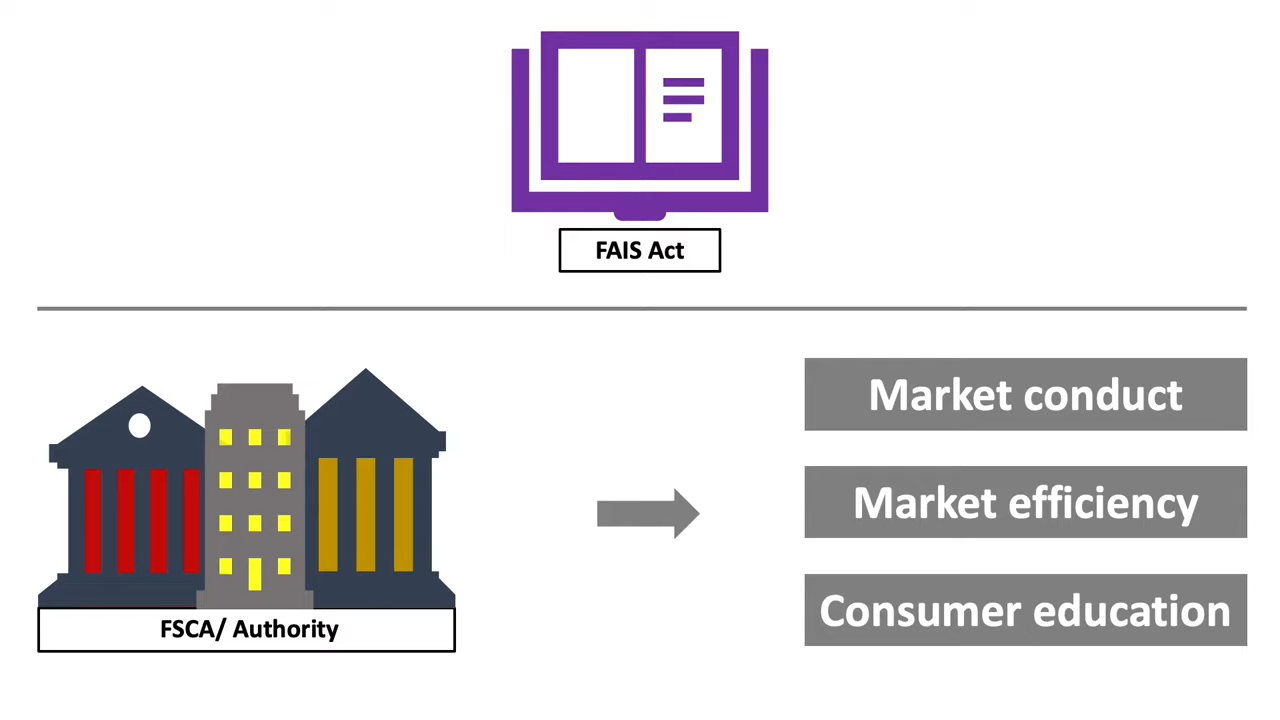 FAIS Act
Market conduct
Market efficiency
Consumer education
FSCA/ Authority